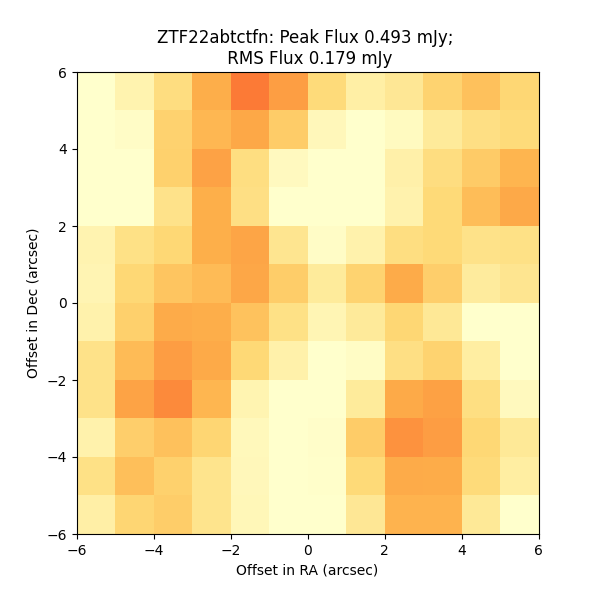 ZTF22abtctfn: Peak Flux 0.493 mJy;
RMS Flux 0.179 mJy
6
4
2
0
−2
−4
−6
Offset in Dec (arcsec)
−6 −4 −2 0 2 4 6
Offset in RA (arcsec)